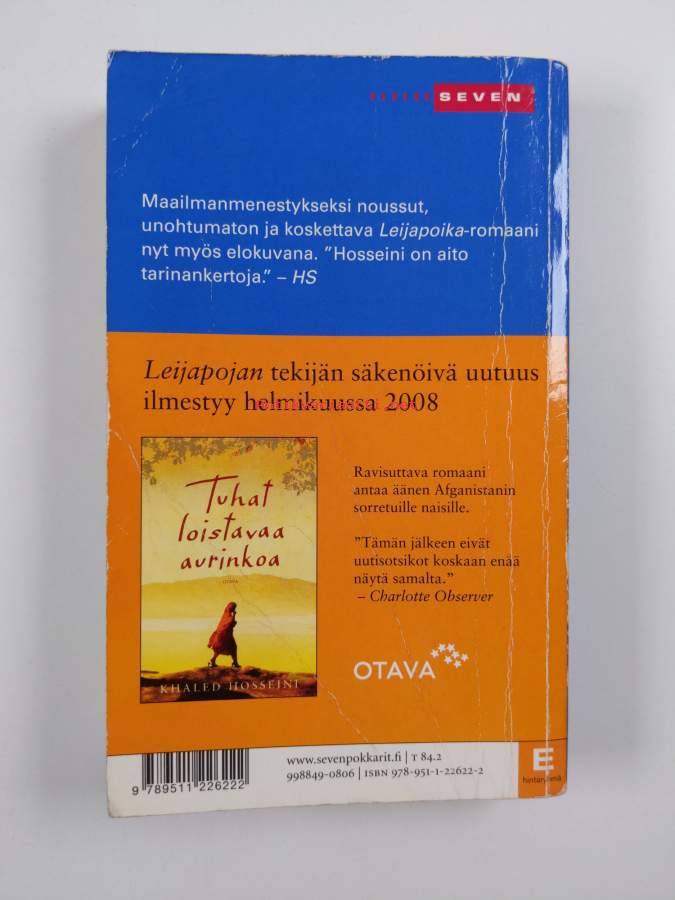 SEVEN
Maailmanmenestykseksi noussut,
unohtumaton ja koskettava Leijapoika-romaani
nyt myös elokuvana. ”Hosseini on aito
tarinankertoja.” – HS
Leijapojan tekijän säkenöivä uutuus
ilmestyy helmikuussa 2008
Tuhat
loistavaa
aurinkoa
OTAVA
KHALED HOSSEINI
Ravisuttava romaani
antaa äänen Afganistanin
sorretuille naisille.
”Tämän jälkeen eivät
uutisotsikot koskaan enää
näytä samalta.”
– Charlotte Observer
OTAVA
9 789511 226222
www.sevenpokkarit.fi | T 84.2
998849-0806 | ISBN 978-951-1-22622-2
E
hintaryhmä